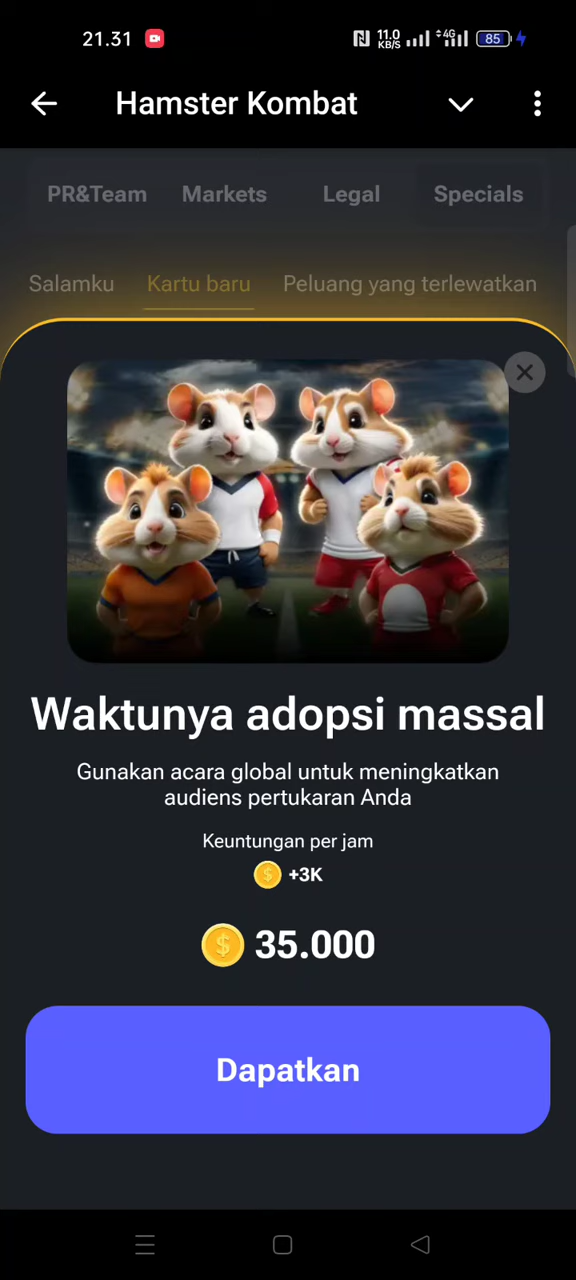 21.31
11.0
KB/S
4G
85
Hamster Kombat
PR&Team Markets Legal Specials
Salamku Kartu baru Peluang yang terlewatkan
Waktunya adopsi massal
Gunakan acara global untuk meningkatkan
audiens pertukaran Anda
Keuntungan per jam
+3K
35.000
Dapatkan